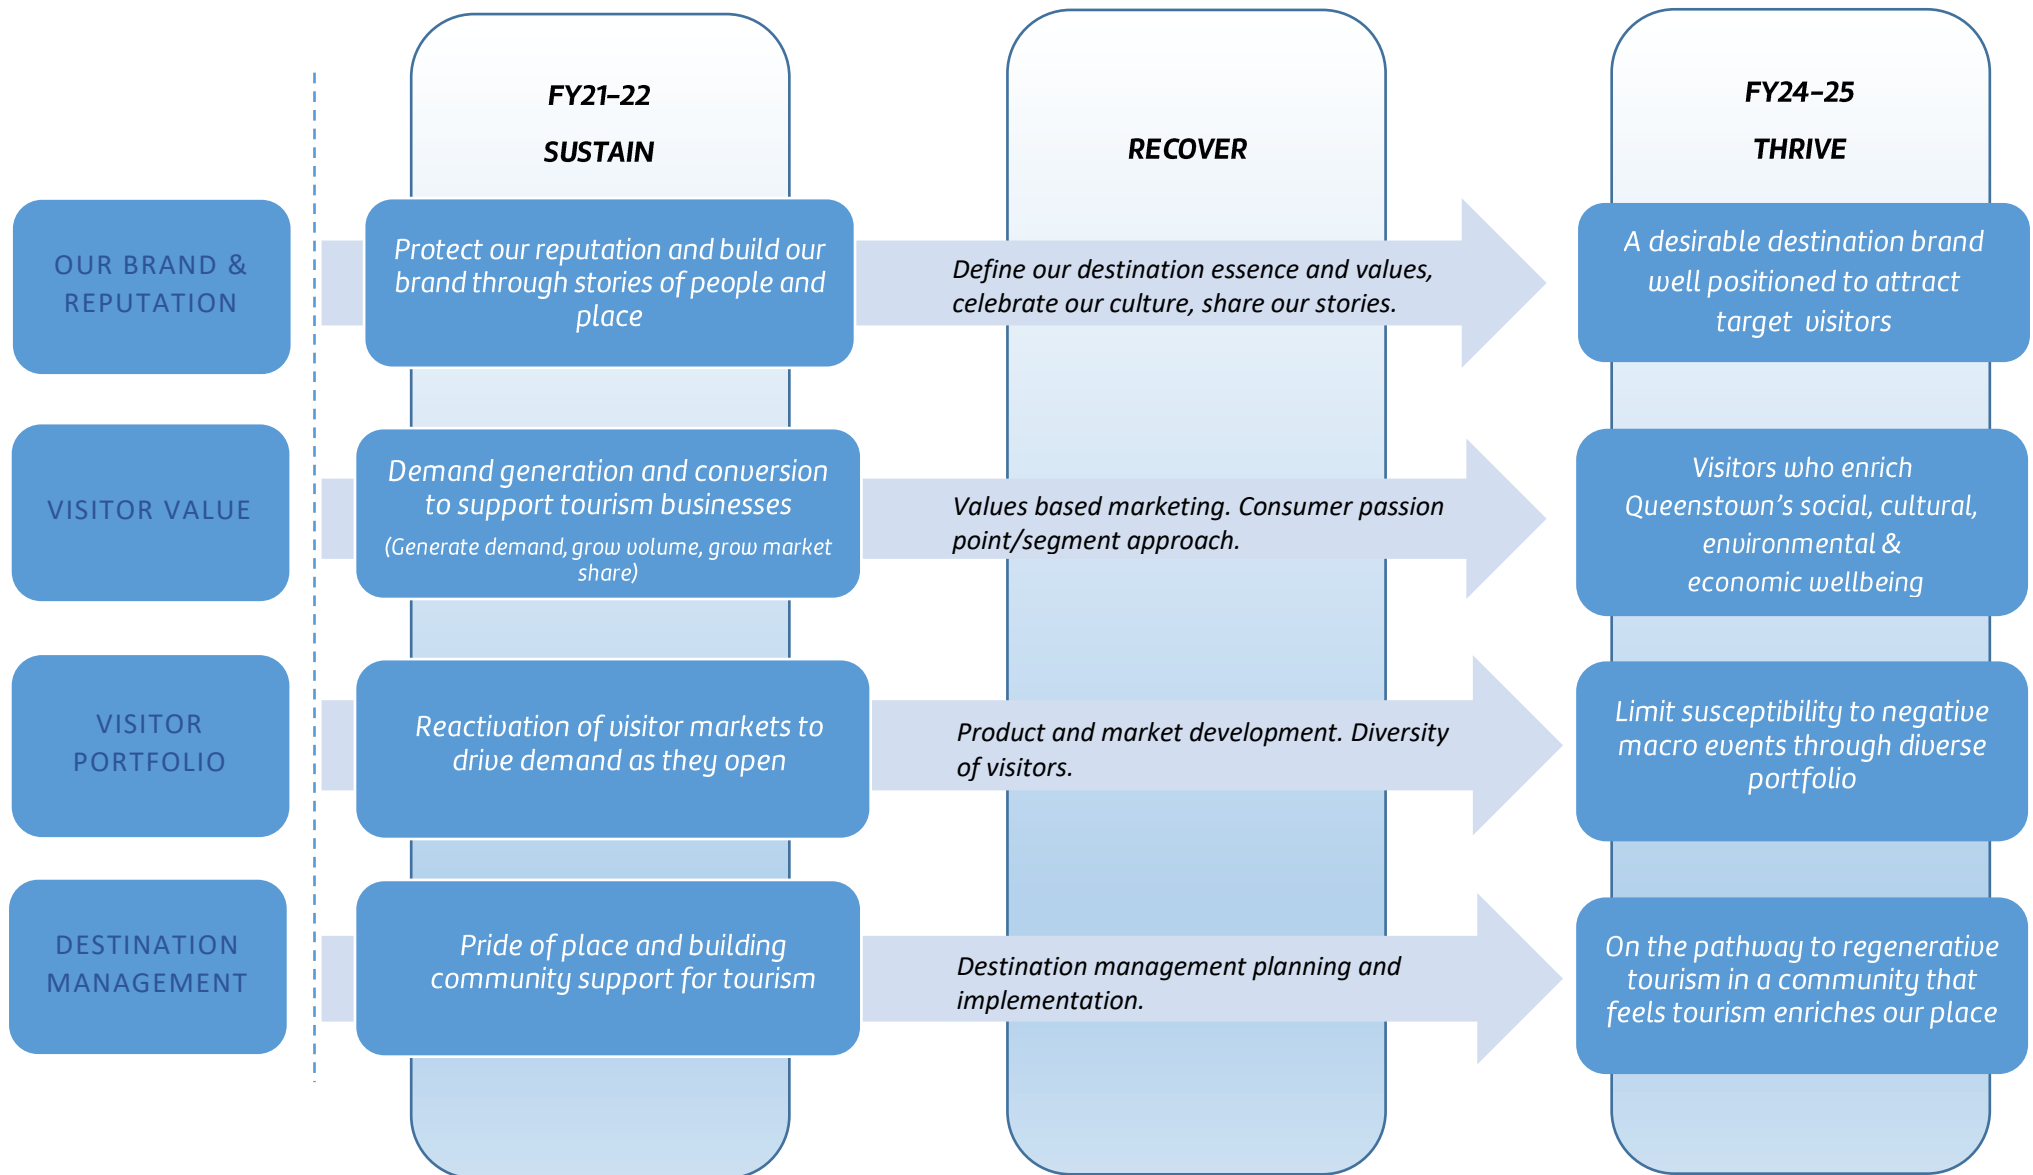 FY21–22
SUSTAIN
RECOVER
FY24–25
THRIVE
OUR BRAND &
REPUTATION
Protect our reputation and build our
brand through stories of people and
place
Define our destination essence and values,
celebrate our culture, share our stories.
A desirable destination brand
well positioned to attract
target visitors
VISITOR VALUE
Demand generation and conversion
to support tourism businesses
(Generate demand, grow volume, grow market
share)
Values based marketing. Consumer passion
point/segment approach.
Visitors who enrich
Queenstown’s social, cultural,
environmental &
economic wellbeing
VISITOR
PORTFOLIO
Reactivation of visitor markets to
drive demand as they open
Product and market development. Diversity
of visitors.
Limit susceptibility to negative
macro events through diverse
portfolio
DESTINATION
MANAGEMENT
Pride of place and building
community support for tourism
Destination management planning and
implementation.
On the pathway to regenerative
tourism in a community that
feels tourism enriches our place